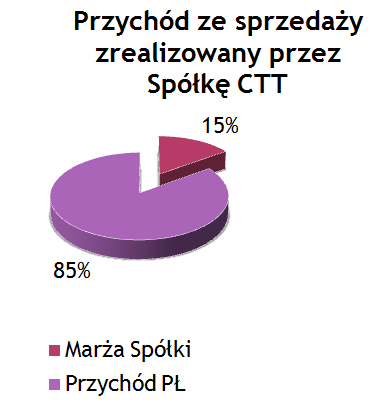 Przychód ze sprzedaży
zrealizowany przez
Spółkę CTT
15%
85%
Marża Spółki
Przychód PŁ